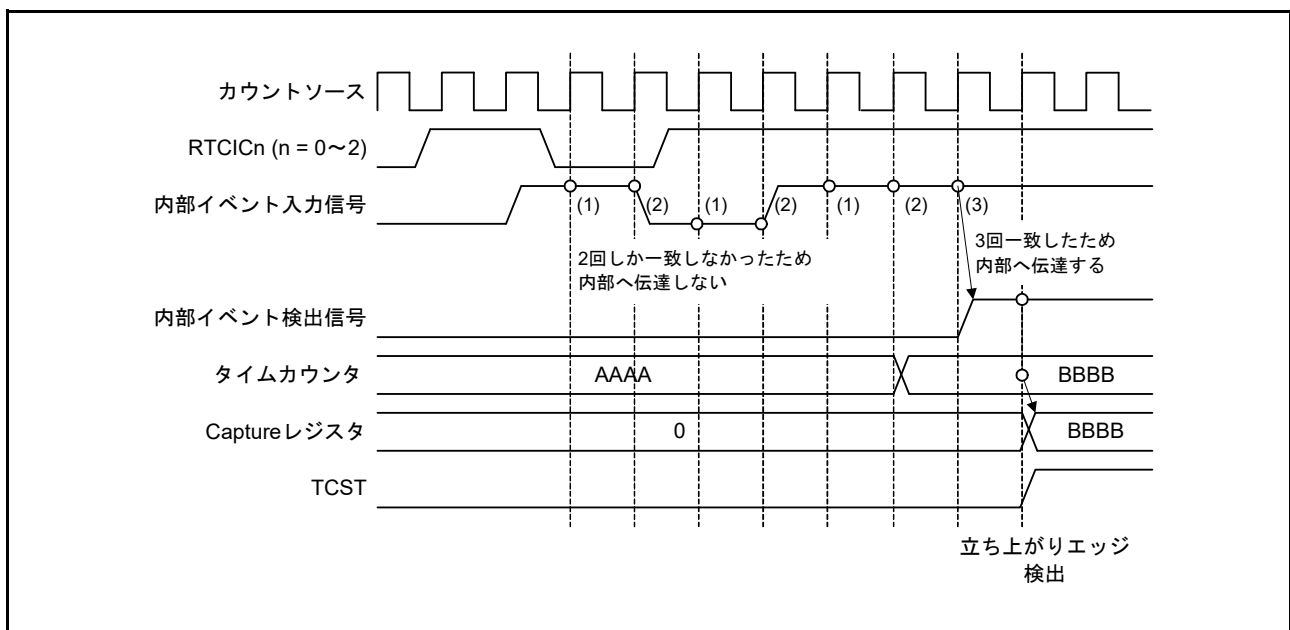 カウントソース
RTCICn (n = 0～2)
内部イベント入力信号
(1) (2) (1) (2) (1) (2) (3)
2回しか一致しなかったため
内部へ伝達しない
3回一致したため
内部へ伝達する
内部イベント検出信号
タイムカウンタ AAAA BBBB
Captureレジスタ 0 BBBB
TCST
立ち上がりエッジ
検出